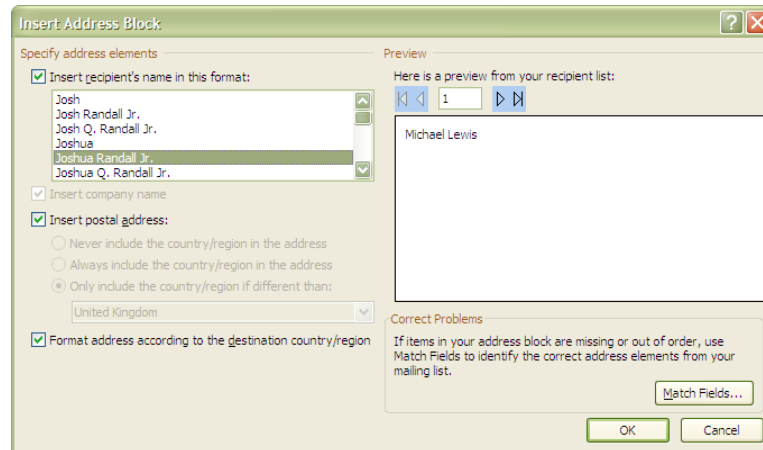 Insert Address Block
Specify address elements
Insert recipient's name in this format:
Josh
Josh Randall Jr.
Josh Q. Randall Jr.
Joshua
Joshua Randall Jr.
Joshua Q. Randall Jr.
Insert company name
Insert postal address:
Never include the country/region in the address
Always include the country/region in the address
Only include the country/region if different than:
United Kingdom
Format address according to the destination country/region
Preview
Here is a preview from your recipient list:
1
Michael Lewis
Correct Problems
If items in your address block are missing or out of order, use
Match Fields to identify the correct address elements from your
mailing list.
Match Fields...
OK
Cancel